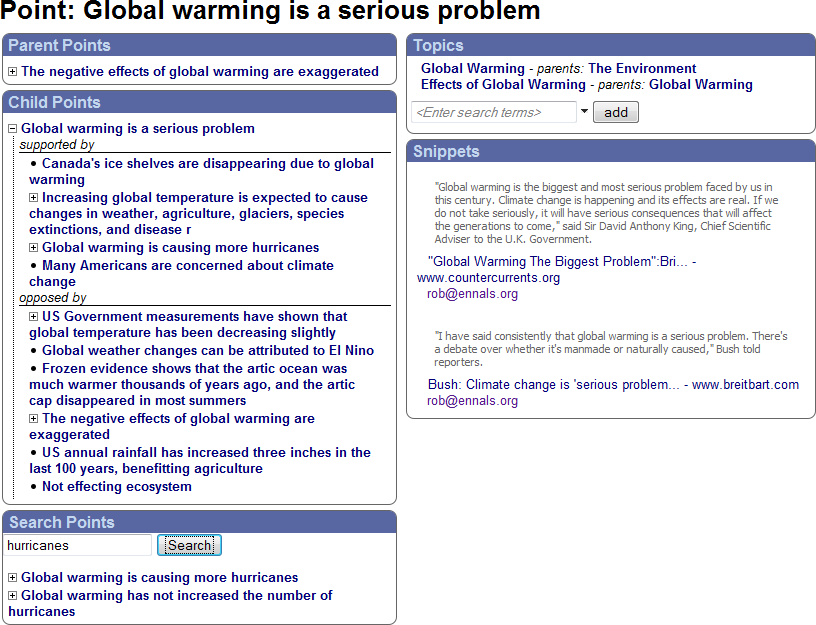 Point: Global warming is a serious problem
Parent Points
The negative effects of global warming are exaggerated
Child Points
Global warming is a serious problem
supported by
• Canada's ice shelves are disappearing due to global
warming
Increasing global temperature is expected to cause
changes in weather, agriculture, glaciers, species
extinctions, and disease r
Global warming is causing more hurricanes
• Many Americans are concerned about climate
change
opposed by
US Government measurements have shown that
global temperature has been decreasing slightly
• Global weather changes can be attributed to El Nino
• Frozen evidence shows that the artic ocean was
much warmer thousands of years ago, and the artic
cap disappeared in most summers
The negative effects of global warming are
exaggerated
• US annual rainfall has increased three inches in the
last 100 years, benefitting agriculture
• Not effecting ecosystem
Search Points
hurricanes Search
Global warming is causing more hurricanes
Global warming has not increased the number of
hurricanes
Topics
Global Warming - parents: The Environment
Effects of Global Warming - parents: Global Warming
<Enter search terms> add
Snippets
"Global warming is the biggest and most serious problem faced by us in
this century. Climate change is happening and its effects are real. If we
do not take seriously, it will have serious consequences that will affect
the generations to come," said Sir David Anthony King, Chief Scientific
Adviser to the U.K. Government.
"Global Warming The Biggest Problem":Bri... -
www.countercurrents.org
rob@ennals.org
"I have said consistently that global warming is a serious problem. There's
a debate over whether it's manmade or naturally caused," Bush told
reporters.
Bush: Climate change is 'serious problem... - www.breitbart.com
rob@ennals.org